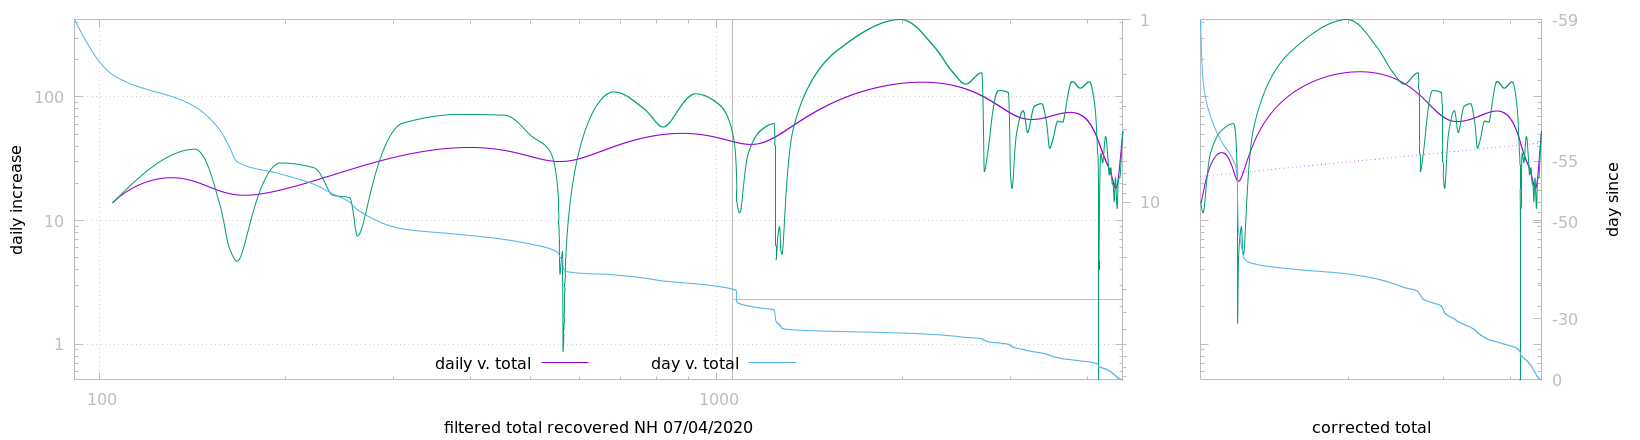 daily increase
100
10
1
daily v. total
day v. total
100
1000
filtered total recovered NH 07/04/2020
1
10
-59
-55
-50
-30
0
day since
corrected total